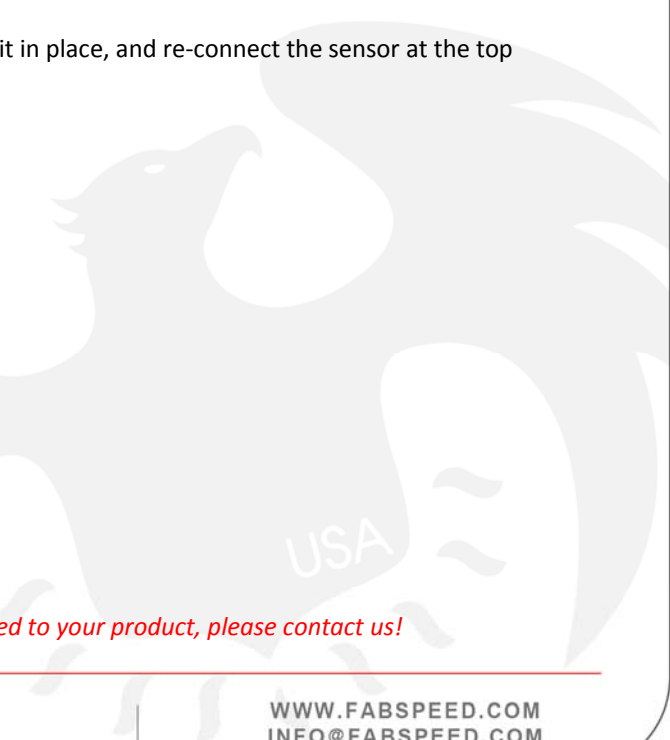 it in place, and re-connect the sensor at the top
USA
ed to your product, please contact us!
WWW.FABSPEED.COM
INFO@FABSPEED.COM